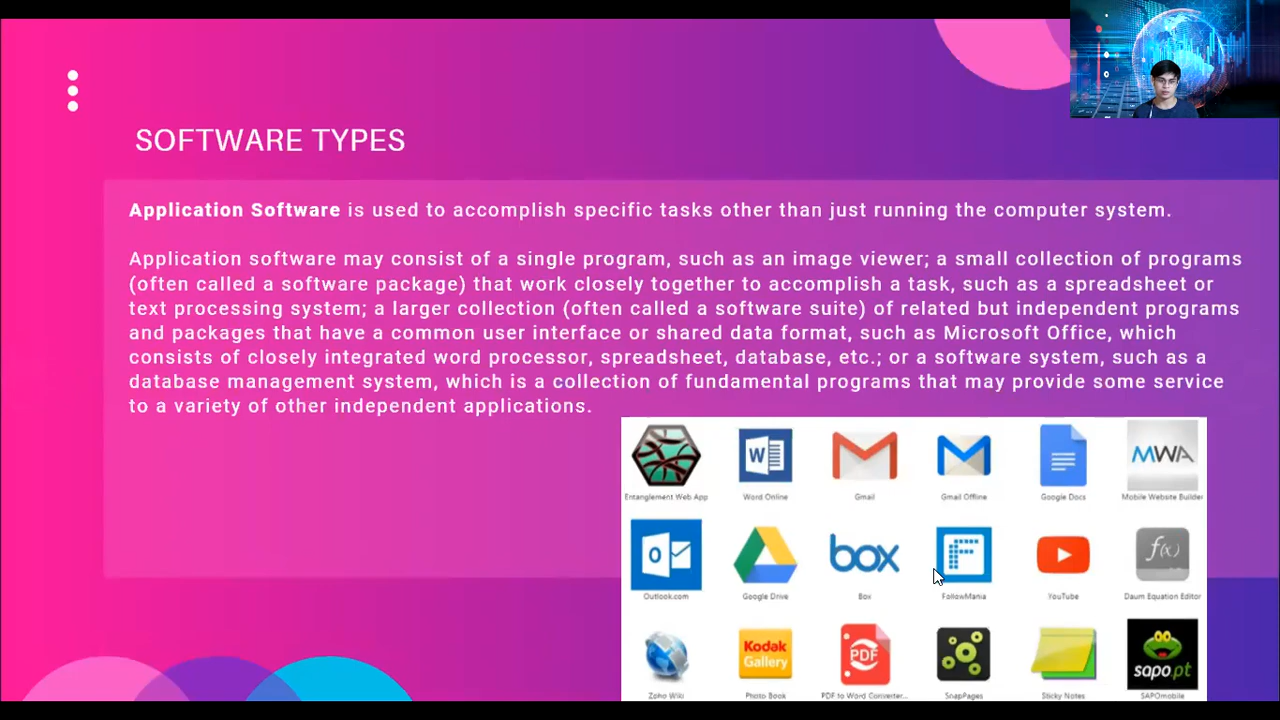 SOFTWARE TYPES
Application Software is used to accomplish specific tasks other than just running the computer system.
Application software may consist of a single program, such as an image viewer; a small collection of programs
(often called a software package) that work closely together to accomplish a task, such as a spreadsheet or
text processing system; a larger collection (often called a software suite) of related but independent programs
and packages that have a common user interface or shared data format, such as Microsoft Office, which
consists of closely integrated word processor, spreadsheet, database, etc.; or a software system, such as a
database management system, which is a collection of fundamental programs that may provide some service
to a variety of other independent applications.
W
MWA
Entanglement Web App
Word Online
Gmail
Gmail Offline
Google Docs
Mobile Website Builder
O
box
F
f(x)
Outlook.com
Google Drive
Box
FollowMania
YouTube
Daum Equation Editor
Kodak
Gallery
PDF
sapo.pt
Zoho Wiki
Photo Book
PDF to Word Converter...
SnapPages
Sticky Notes
SAPOmobile